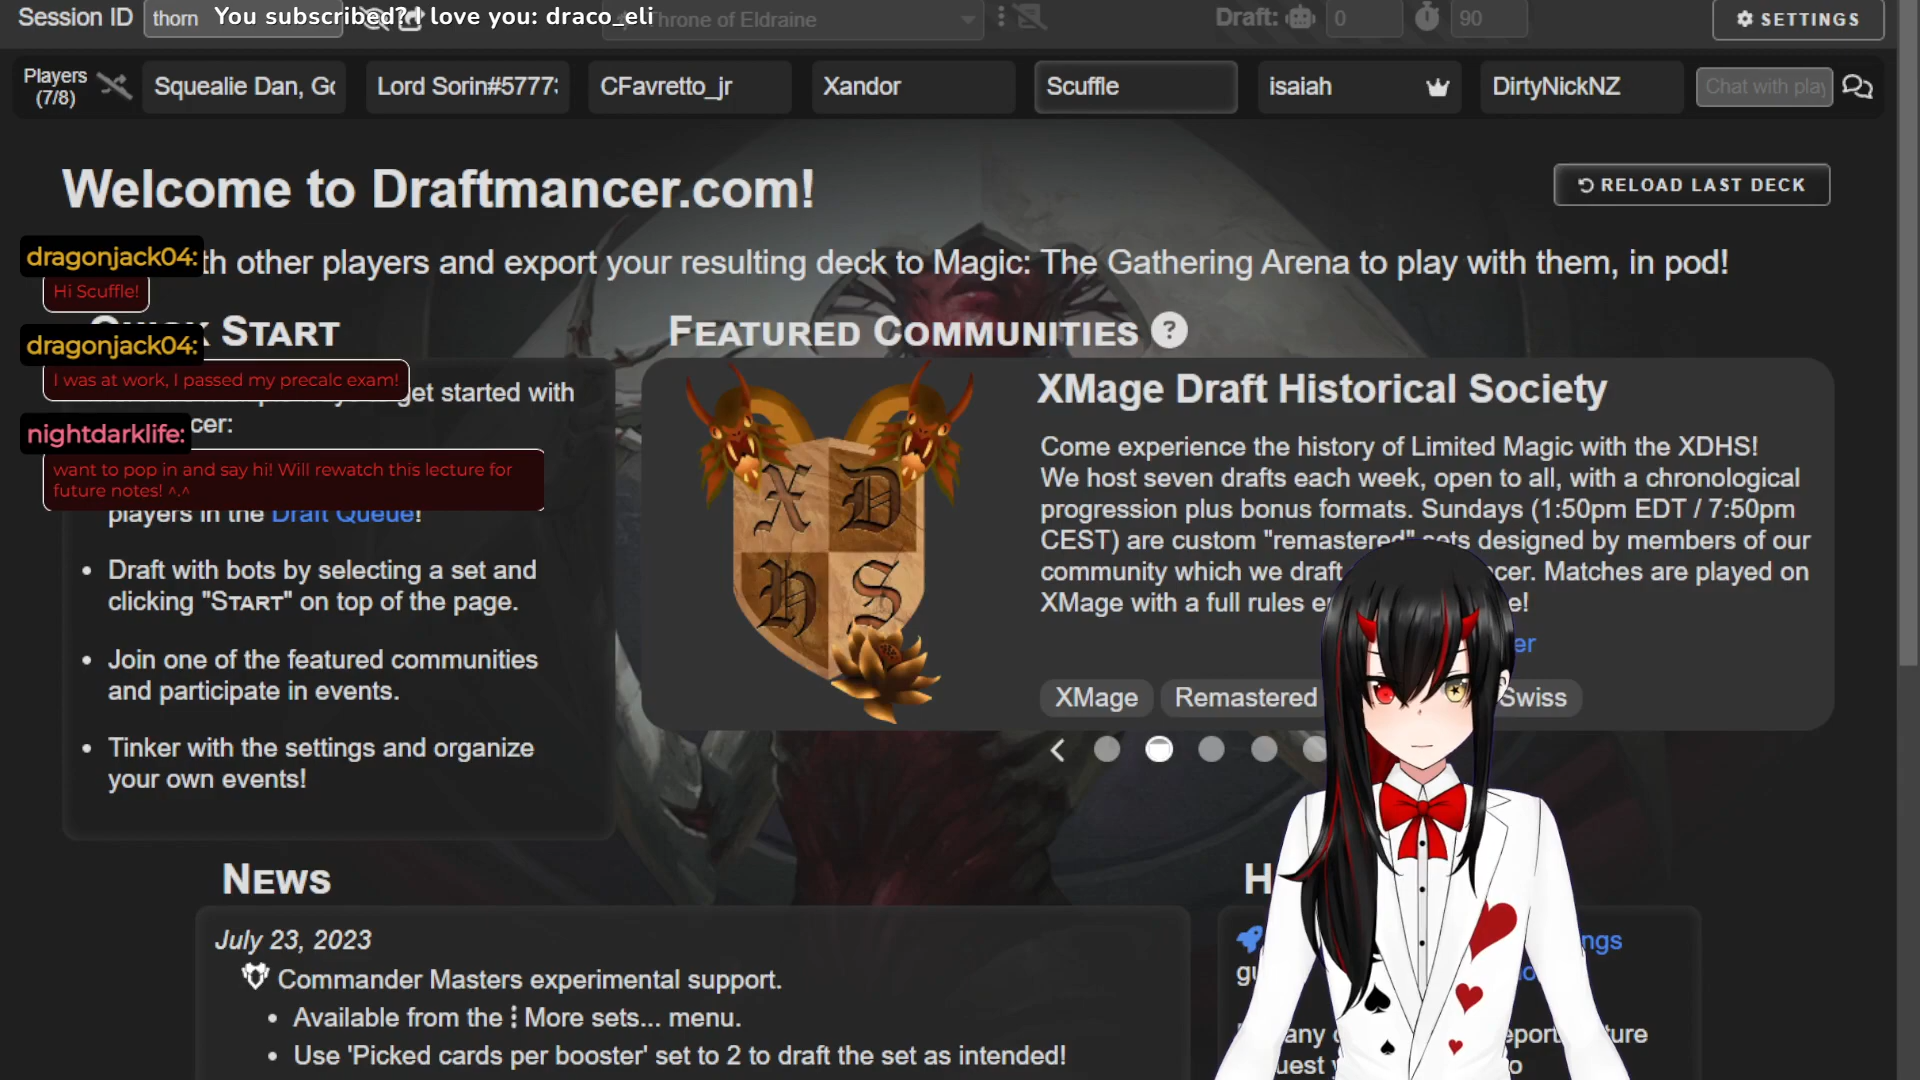 Session ID
thorn
You subscribed? I love you: draco_eli
Throne of Eldraine
Draft:
0
90
SETTINGS
Players
(7/8)
Squealie Dan, Go
Lord Sorin#5777
CFavretto_jr
Xandor
Scuffle
isaiah
DirtyNickNZ
Chat with play
Welcome to Draftmancer.com!
RELOAD LAST DECK
th other players and export your resulting deck to Magic: The Gathering Arena to play with them, in pod!
dragonjack04:
Hi Scuffle!
dragonjack04:
I was at work, I passed my precalc exam!
nightdarklife:
want to pop in and say hi! Will rewatch this lecture for
future notes! ^.^
START
get started with
cer:
players in the Draft Queue!
• Draft with bots by selecting a set and
clicking "START" on top of the page.
• Join one of the featured communities
and participate in events.
• Tinker with the settings and organize
your own events!
FEATURED COMMUNITIES ?
X D H S
XMage Draft Historical Society
Come experience the history of Limited Magic with the XDHS!
We host seven drafts each week, open to all, with a chronological
progression plus bonus formats. Sundays (1:50pm EDT / 7:50pm
CEST) are custom "remastered" sets designed by members of our
community which we draft cer. Matches are played on
XMage with a full rules e e!
er
XMage
Remastered
Swiss
NEWS
July 23, 2023
Commander Masters experimental support.
• Available from the ⋮ More sets... menu.
• Use 'Picked cards per booster' set to 2 to draft the set as intended!
H
ngs
gu
any
eport
ture
uest
o